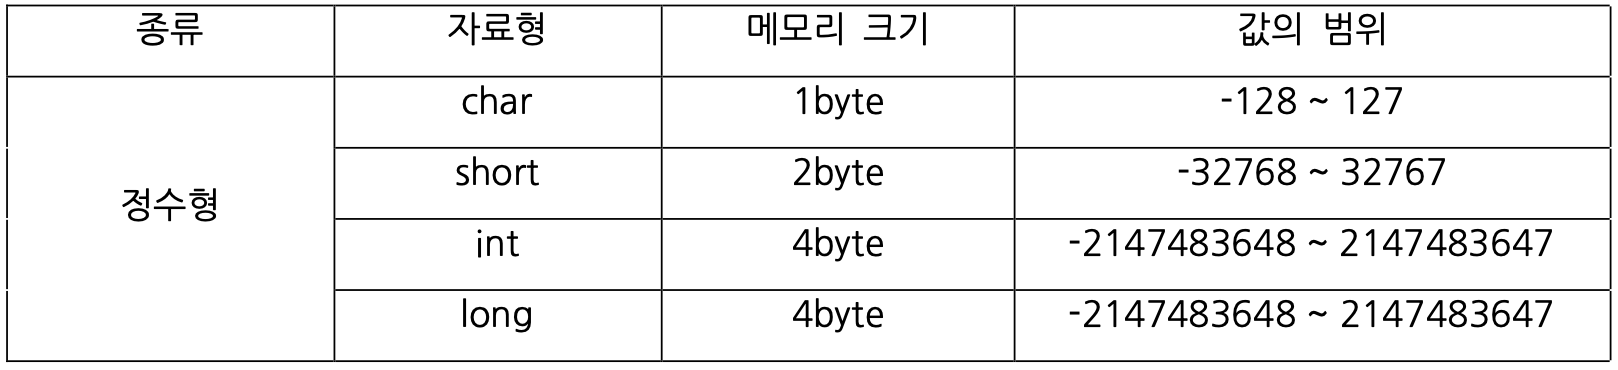 종류 자료형 메모리 크기 값의 범위
char 1byte -128 ~ 127
short 2byte -32768 ~ 32767
정수형
int 4byte -2147483648 ~ 2147483647
long 4byte -2147483648 ~ 2147483647